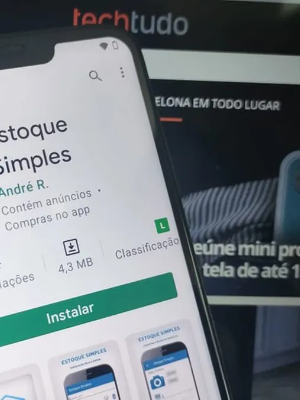 techtudo
ELONA EM TODO LUGAR
stoque
Simples
André R.
Contém anúncios •
Compras no app
L
ações
4,3 MB
Classificação
Instalar
eúne mini pro
tela de até 1
ESTOQUE SIMPLES
ESTOQUE SIMPLES